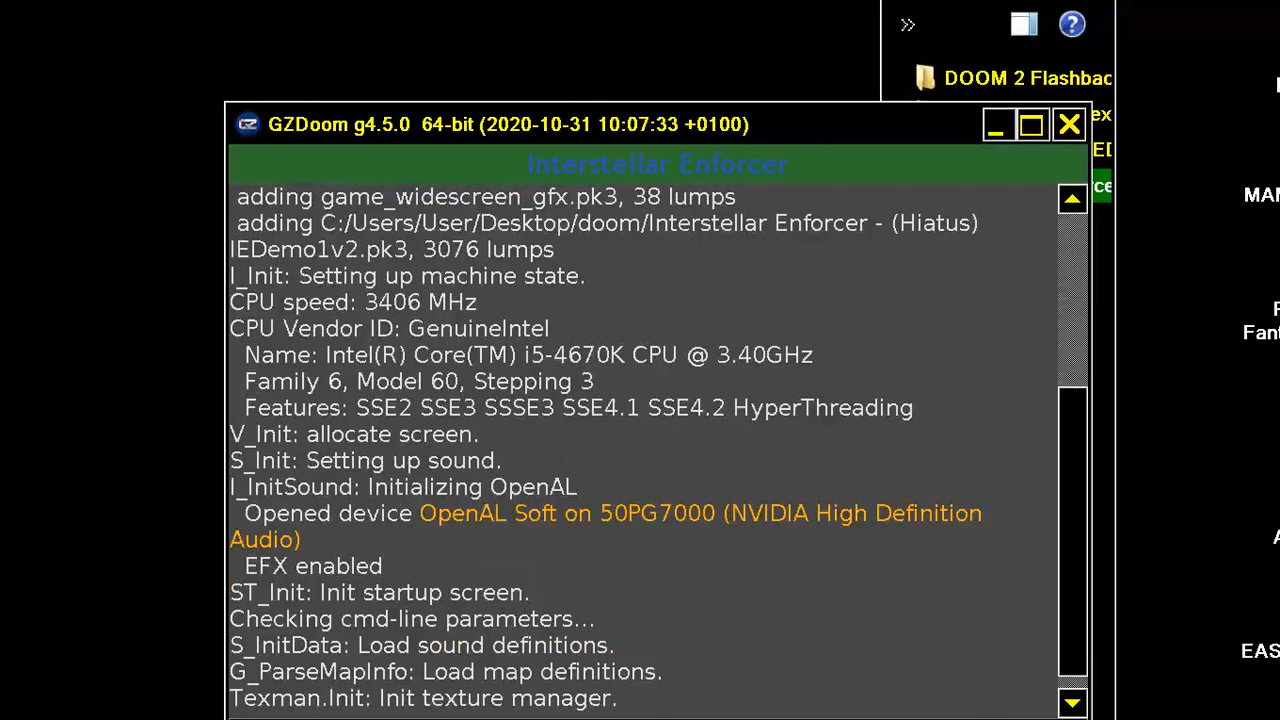 »
DOOM 2 Flashbac
GZDoom g4.5.0 64-bit (2020-10-31 10:07:33 +0100)
Interstellar Enforcer
adding game_widescreen_gfx.pk3, 38 lumps
adding C:/Users/User/Desktop/doom/Interstellar Enforcer - (Hiatus)
IEDemo1v2.pk3, 3076 lumps
I_Init: Setting up machine state.
CPU speed: 3406 MHz
CPU Vendor ID: GenuineIntel
Name: Intel(R) Core(TM) i5-4670K CPU @ 3.40GHz
Family 6, Model 60, Stepping 3
Features: SSE2 SSE3 SSSE3 SSE4.1 SSE4.2 HyperThreading
V_Init: allocate screen.
S_Init: Setting up sound.
I_InitSound: Initializing OpenAL
Opened device OpenAL Soft on 50PG7000 (NVIDIA High Definition
Audio)
EFX enabled
ST_Init: Init startup screen.
Checking cmd-line parameters...
S_InitData: Load sound definitions.
G_ParseMapInfo: Load map definitions.
Texman.Init: Init texture manager.
ex
ED
rce
MAN
Fant
EAS